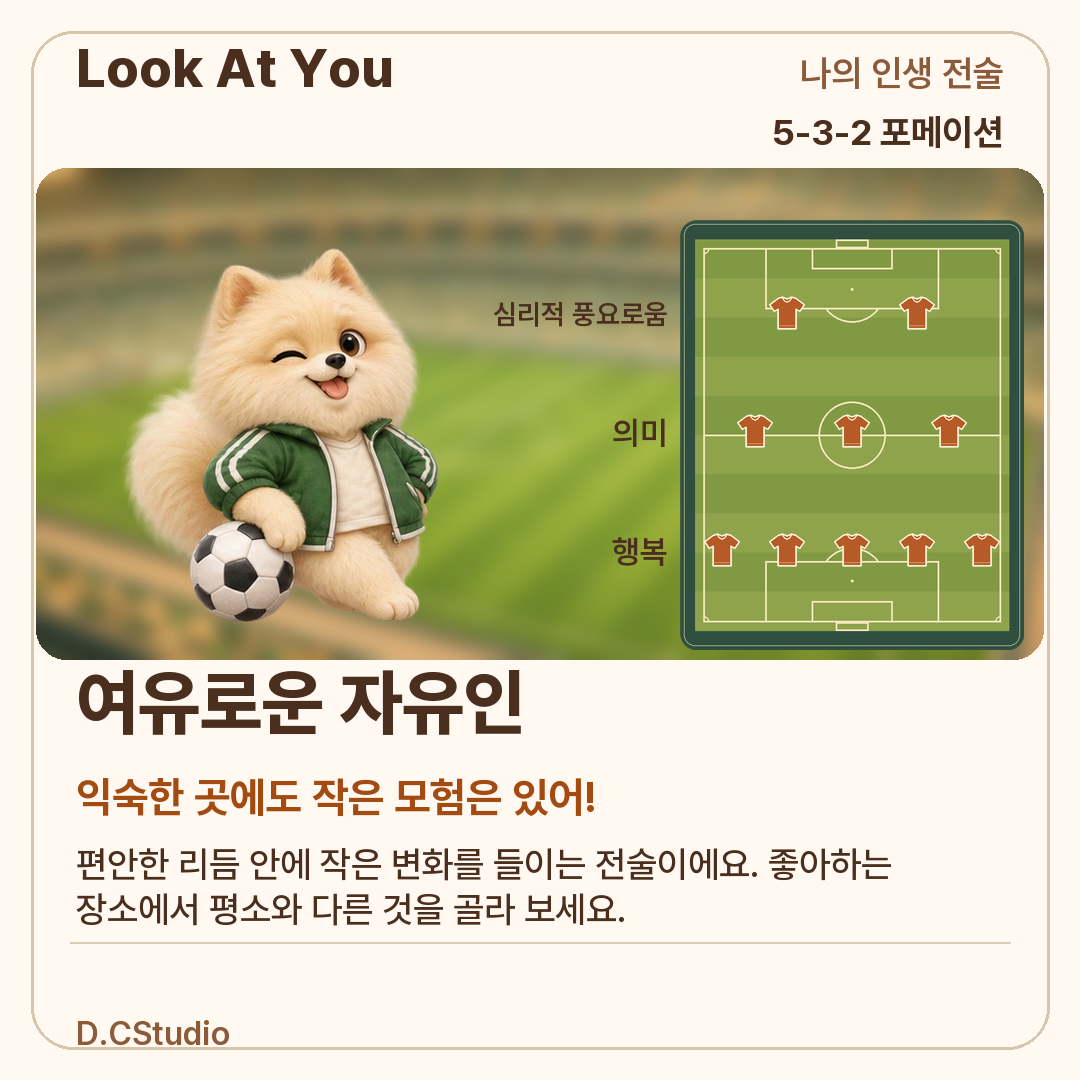 Look At You
나의 인생 전술
5-3-2 포메이션
심리적 풍요로움
의미
행복
여유로운 자유인
익숙한 곳에도 작은 모험은 있어!
편안한 리듬 안에 작은 변화를 들이는 전술이에요. 좋아하는
장소에서 평소와 다른 것을 골라 보세요.
D.CStudio